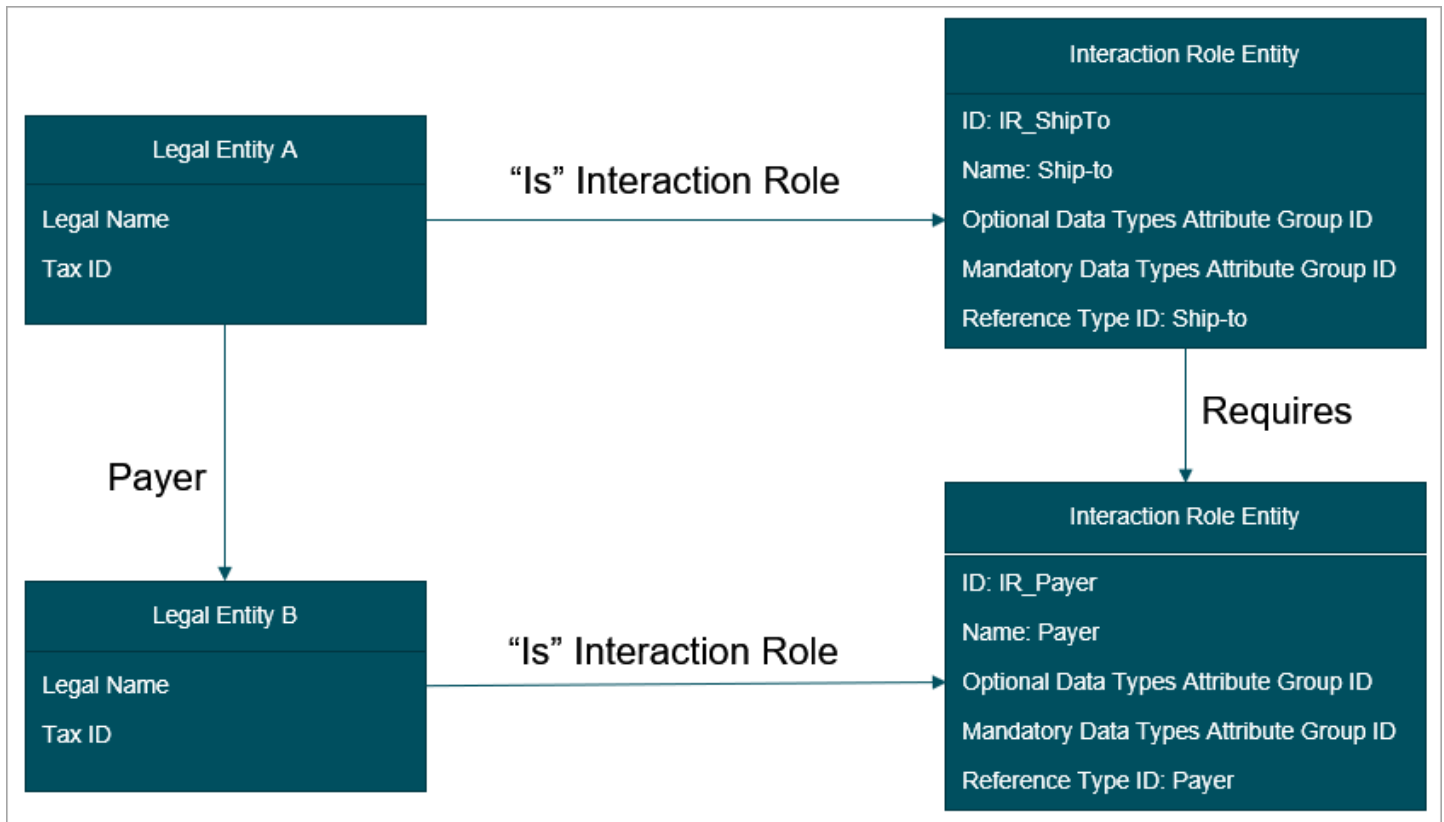 Legal Entity A
Legal Name
Tax ID
“Is” Interaction Role
Interaction Role Entity
ID: IR_ShipTo
Name: Ship-to
Optional Data Types Attribute Group ID
Mandatory Data Types Attribute Group ID
Reference Type ID: Ship-to
Payer
Requires
Legal Entity B
Legal Name
Tax ID
“Is” Interaction Role
Interaction Role Entity
ID: IR_Payer
Name: Payer
Optional Data Types Attribute Group ID
Mandatory Data Types Attribute Group ID
Reference Type ID: Payer